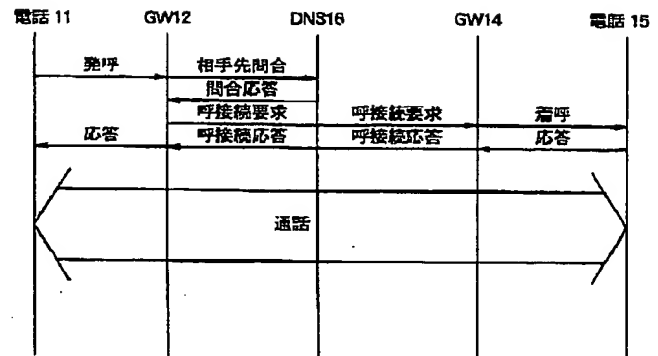 電話 11 GW12 DNS16 GW14 電話 15
発呼 相手先問合
問合応答
呼接続要求 呼接続要求 着呼
応答 呼接続応答 呼接続応答 応答
通話